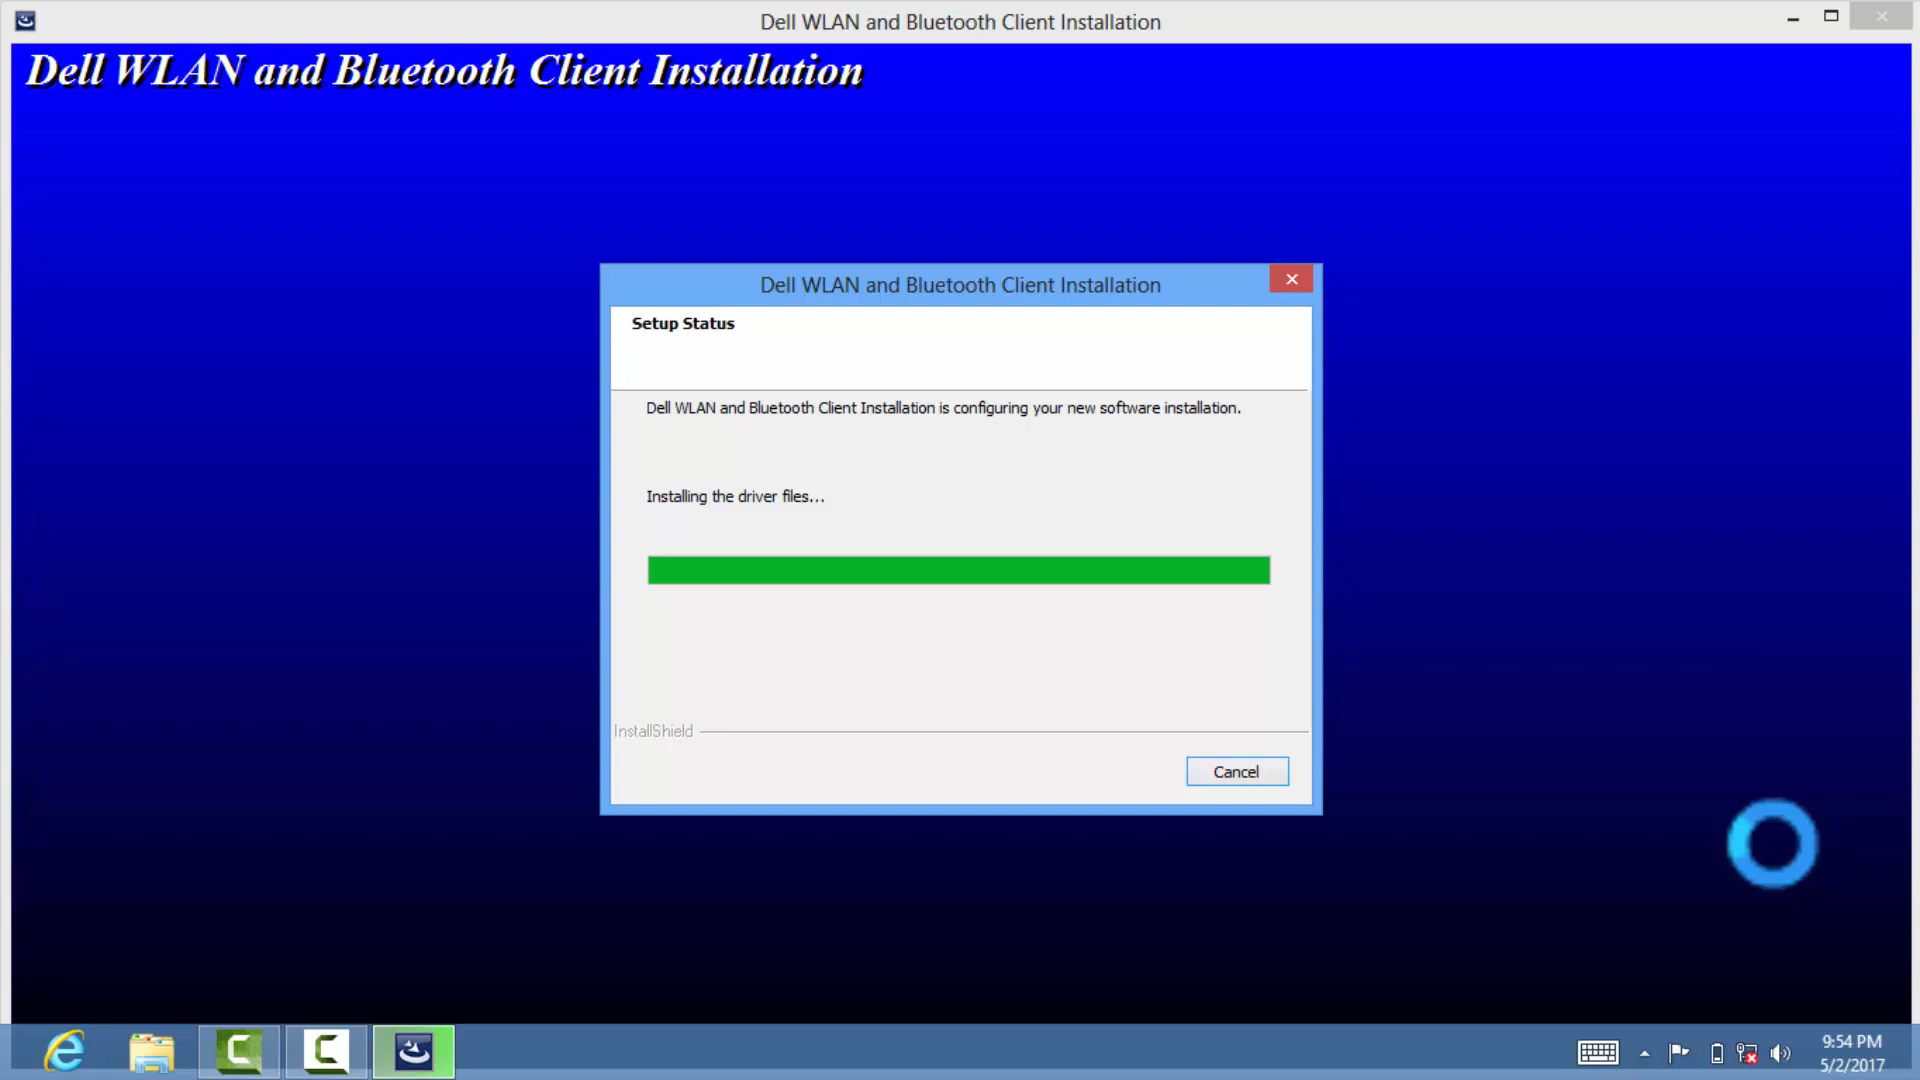 Dell WLAN and Bluetooth Client Installation
Dell WLAN and Bluetooth Client Installation
Dell WLAN and Bluetooth Client Installation
Setup Status
Dell WLAN and Bluetooth Client Installation is configuring your new software installation.
Installing the driver files...
InstallShield
Cancel
9:54 PM
5/2/2017